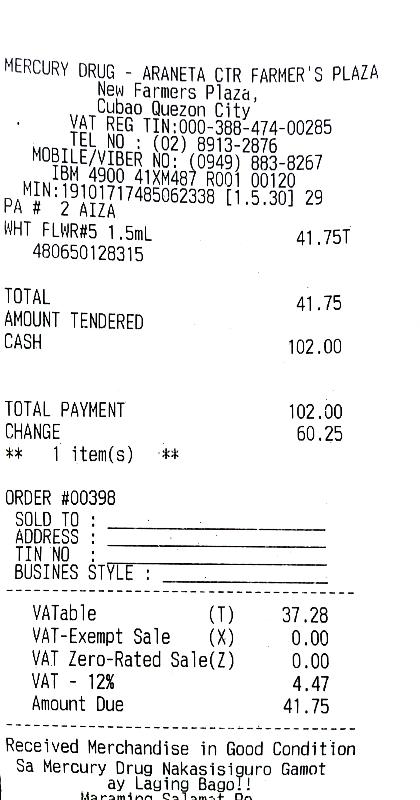 MERCURY DRUG - ARANETA CTR FARMER'S PLAZA
New Farmers Plaza,
Cubao Quezon City
VAT REG TIN:000-388-474-00285
TEL NO : (02) 8913-2876
MOBILE/VIBER NO: (0949) 883-8267
IBM 4900 41XM487 R001 00120
MIN:19101717485062338 [1.5.30] 29
PA # 2 AIZA
WHT FLWR#5 1.5mL 41.75T
480650128315
TOTAL 41.75
AMOUNT TENDERED
CASH 102.00
TOTAL PAYMENT 102.00
CHANGE 60.25
** 1 item(s) **
ORDER #00398
SOLD TO :
ADDRESS :
TIN NO :
BUSINES STYLE :
VATable (T) 37.28
VAT-Exempt Sale (X) 0.00
VAT Zero-Rated Sale(Z) 0.00
VAT - 12% 4.47
Amount Due 41.75
Received Merchandise in Good Condition
Sa Mercury Drug Nakasisiguro Gamot
ay Laging Bago!!
Maraming Salamat Po